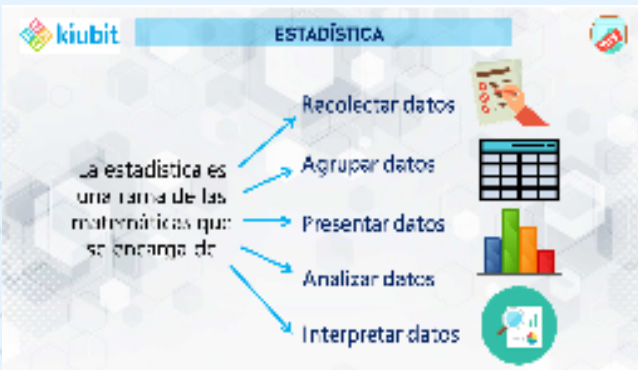 kiubit
ESTADÍSTICA
Recolectar datos
Agrupar datos
La estadistica es
una rama de las
matemáticas que
se encarga de
Presentar datos
Analizar datos
Interpretar datos